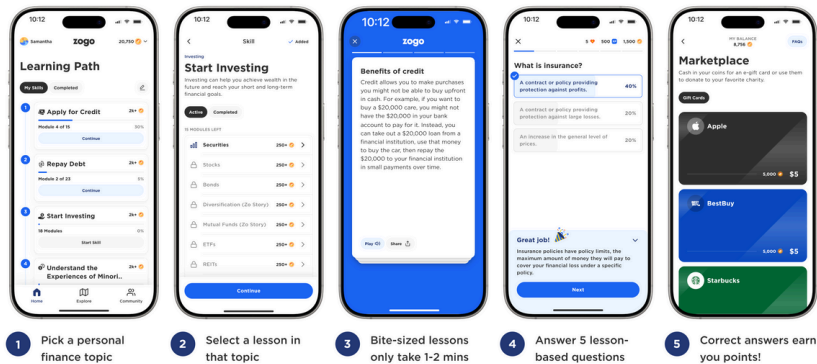 10:12
Samantha
zogo
20,750
Learning Path
My Skills
Completed
1
Apply for Credit
2k+
Module 4 of 15
90%
Continue
2
Repay Debt
2k+
Module 2 of 23
Continue
3
Start Investing
2k+
18 Modules
0%
Start Skill
4
Understand the
2k+
Experiences of Minori..
Home
Explore
Community
1
Pick a personal
finance topic
10:12
Skill
Added
Investing
Start Investing
Investing can help you achieve wealth in the
future and reach your short and long-term
financial goals.
Active
Completed
MODULES LEFT
Securities
250+
Stocks
250+
Bonds
250+
Diversification (Zo Story)
250+
Mutual Funds (Zo Story)
250+
ETFs
250+
REITs
250+
Continue
2
Select a lesson in
that topic
10:12
zogo
Benefits of credit
Credit allows you to make purchases
you might not be able to buy upfront
in cash. For example, if you want to
buy a $20,000 care, you might not
have the $20,000 in your bank
account to pay for it. Instead, you
can take out a $20,000 loan from a
financial institution, use that money
to buy the car, then repay the
$20,000 to your financial institution
in small payments over time.
Play
Share
3
Bite-sized lessons
only take 1-2 mins
10:12
5
500
1,500
What is insurance?
A contract or policy providing
protection against profits.
40%
A contract or policy providing
protection against large losses.
20%
An increase in the general level of
prices.
20%
Great job!
Insurance policies have policy limits, the
maximum amount of money they will pay to
cover your financial loss under a specific
policy.
Next
4
Answer 5 lesson-
based questions
10:12
MY BALANCE
8,756
FAQs
Marketplace
Cash in your coins for an e-gift card or use them
to donate to your favorite charity.
Gift Cards
Apple
5,000
$5
BestBuy
5,000
$5
Starbucks
5
Correct answers earn
you points!